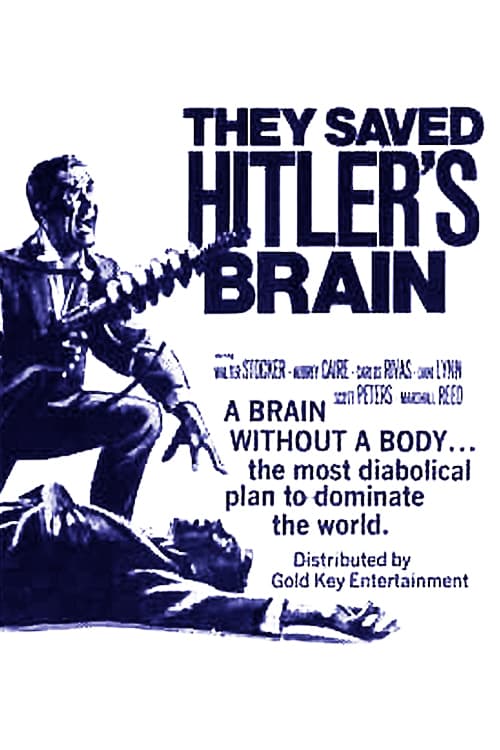 THEY SAVED
HITLER'S
BRAIN
WALTER STOCKER - AUDREY CAIRE - CARLOS RIVAS - DANI LYNN
SCOTT PETERS MARSHALL REED
A BRAIN
WITHOUT A BODY...
the most diabolical
plan to dominate
the world.
Distributed by
Gold Key Entertainment